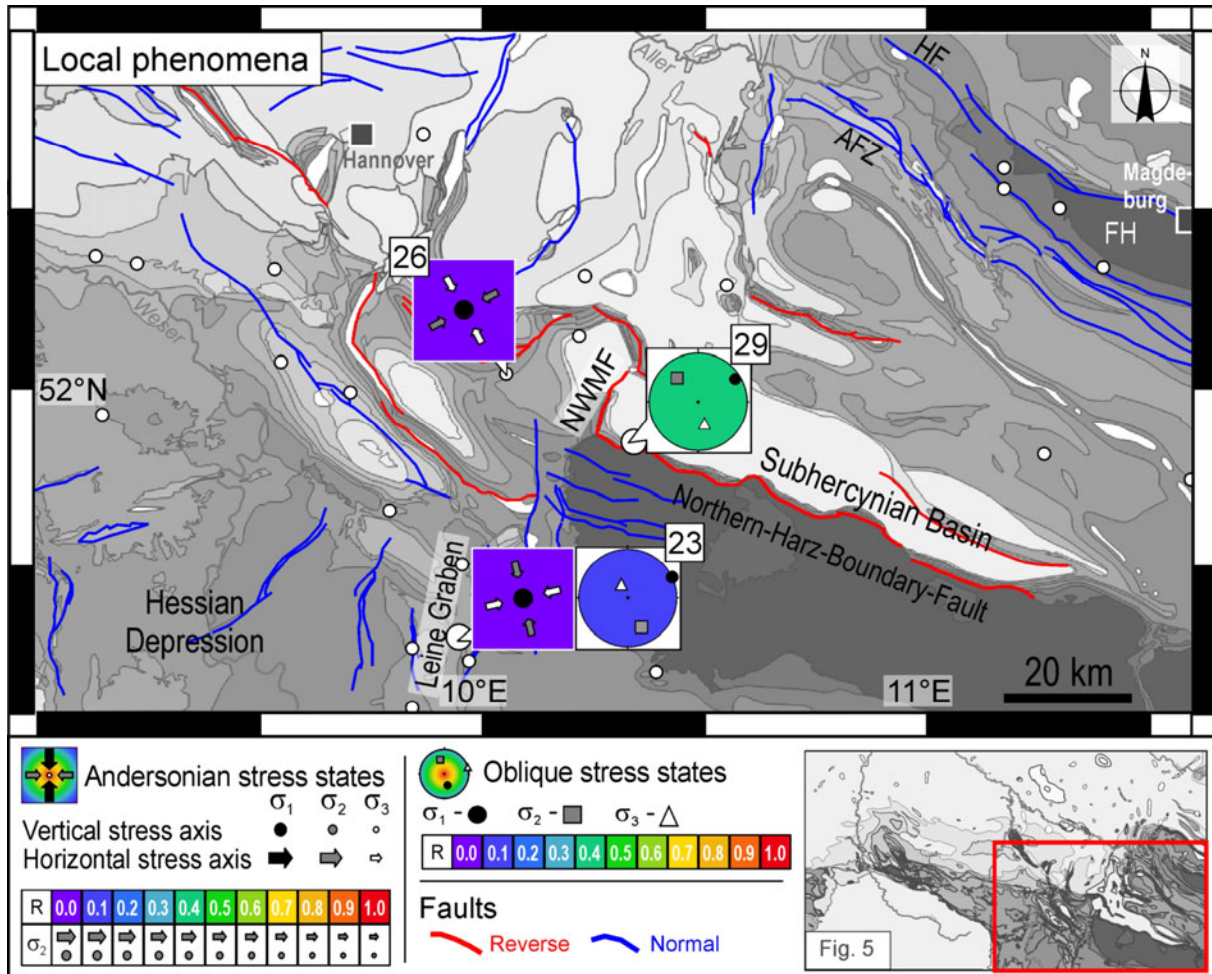 Local phenomena
N
Aller
HF
Hannover
AFZ
Magde-
burg
FH
26
Weser
29
52°N
NWMF
Subhercynian Basin
Northern-Harz-Boundary-Fault
23
Leine Graben
Hessian
Depression
10°E
11°E
20 km
Andersonian stress states
σ1 σ2 σ3
Vertical stress axis
Horizontal stress axis
R 0.0 0.1 0.2 0.3 0.4 0.5 0.6 0.7 0.8 0.9 1.0
σ2
Oblique stress states
σ1 - σ2 - σ3 -
R 0.0 0.1 0.2 0.3 0.4 0.5 0.6 0.7 0.8 0.9 1.0
Faults
Reverse Normal
Fig. 5